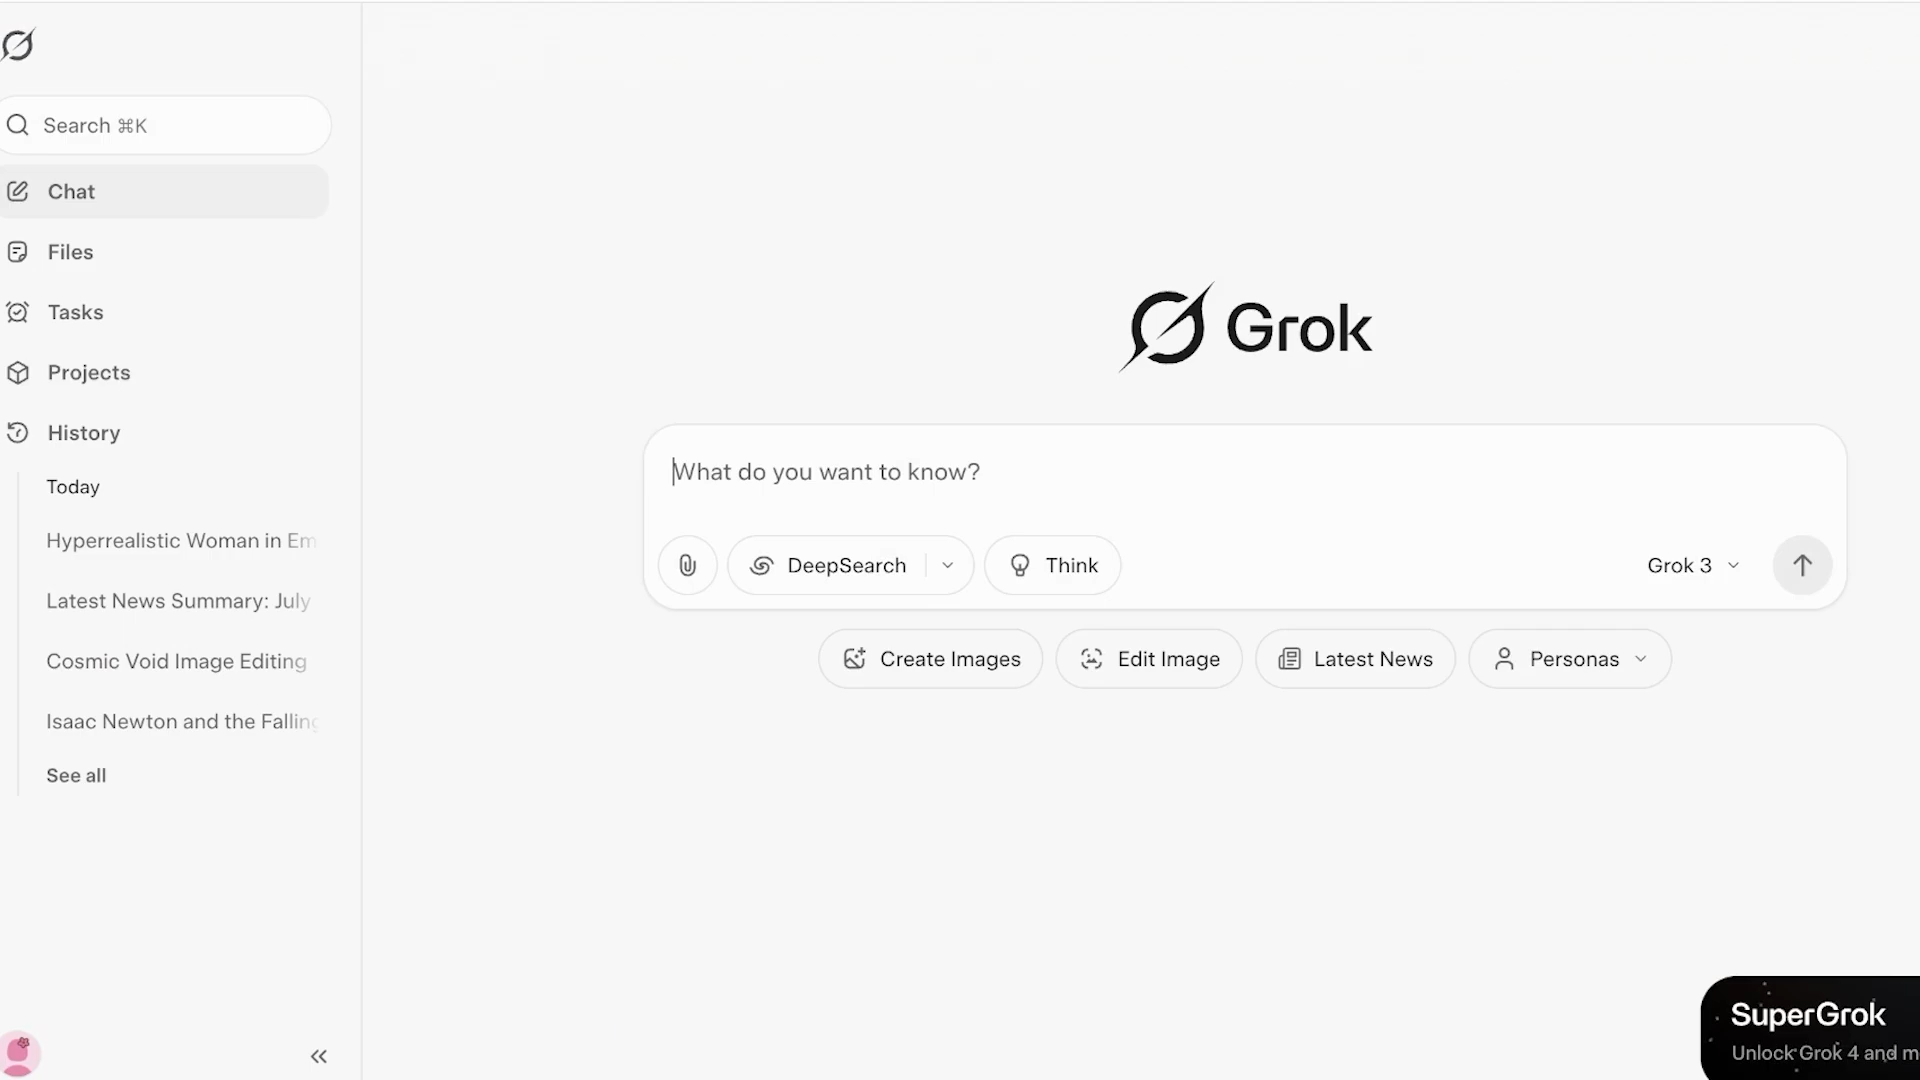 Search ⌘K
Chat
Files
Tasks
Projects
History
Today
Hyperrealistic Woman in Em
Latest News Summary: July
Cosmic Void Image Editing
Isaac Newton and the Falling
See all
Grok
What do you want to know?
DeepSearch
Think
Grok 3
Create Images
Edit Image
Latest News
Personas
SuperGrok
Unlock Grok 4 and m